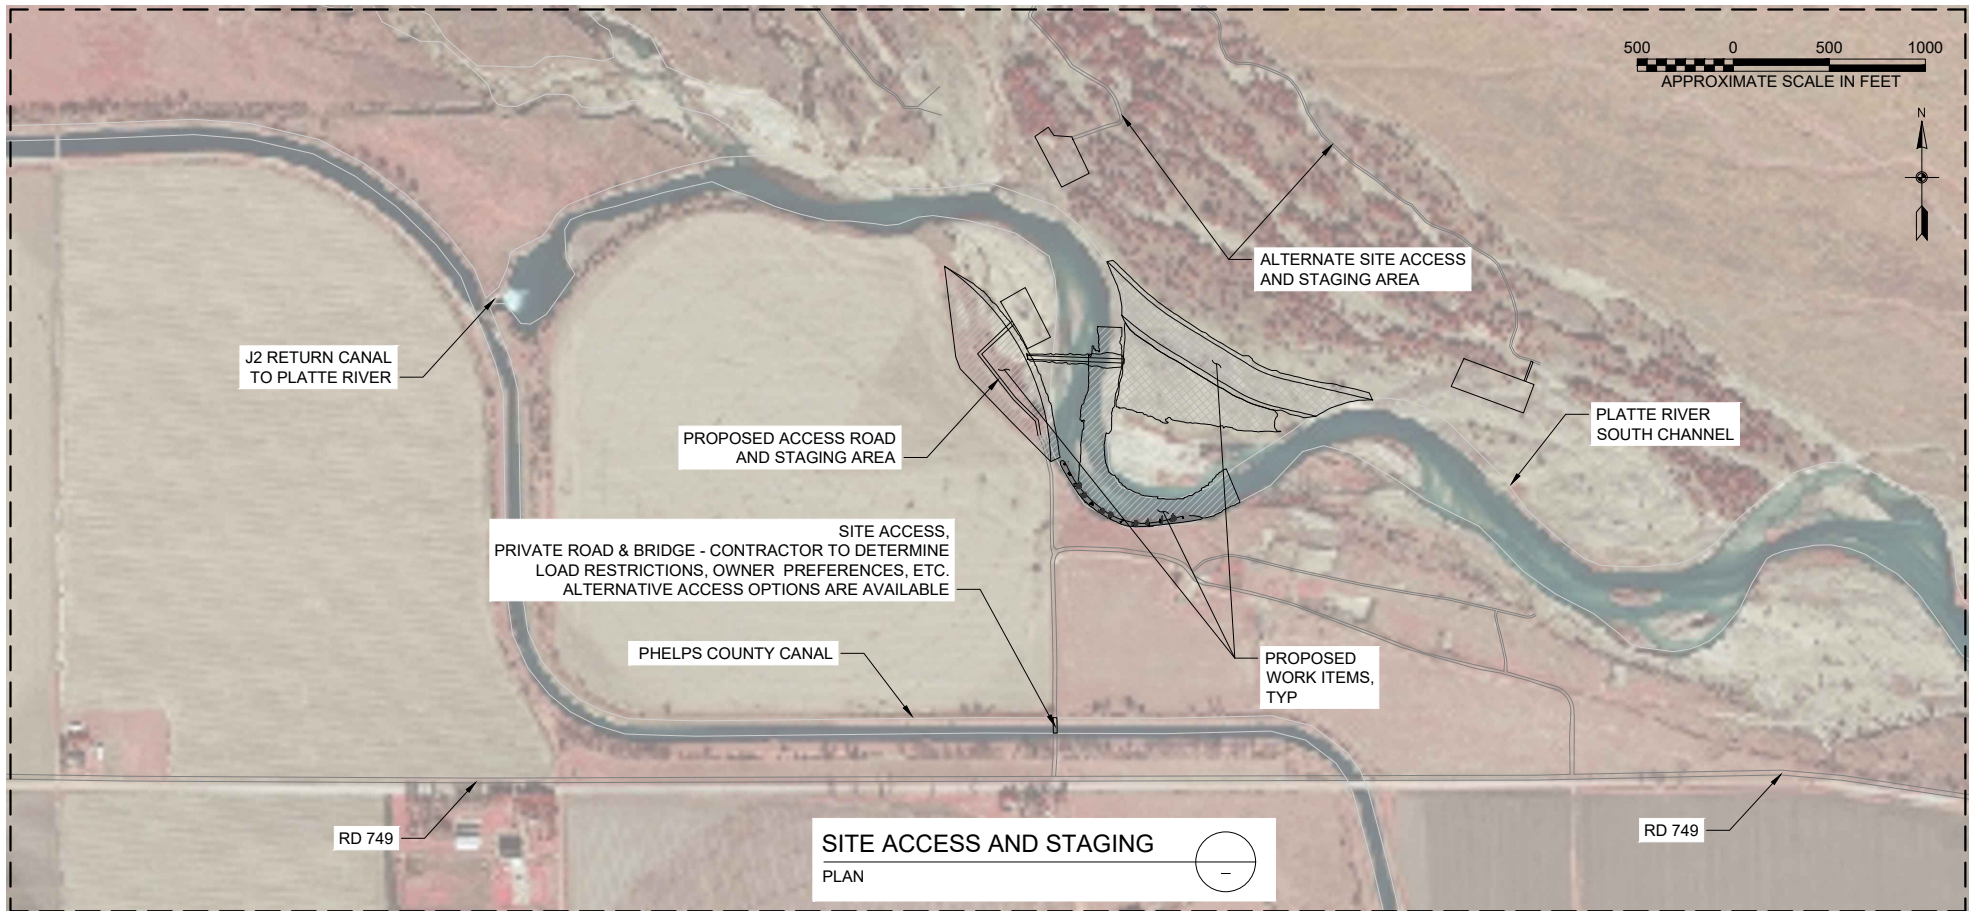 500 0 500 1000
APPROXIMATE SCALE IN FEET
N
ALTERNATE SITE ACCESS
AND STAGING AREA
J2 RETURN CANAL
TO PLATTE RIVER
PLATTE RIVER
SOUTH CHANNEL
PROPOSED ACCESS ROAD
AND STAGING AREA
SITE ACCESS,
PRIVATE ROAD & BRIDGE - CONTRACTOR TO DETERMINE
LOAD RESTRICTIONS, OWNER PREFERENCES, ETC.
ALTERNATIVE ACCESS OPTIONS ARE AVAILABLE
PHELPS COUNTY CANAL
PROPOSED
WORK ITEMS,
TYP
RD 749
RD 749
SITE ACCESS AND STAGING
PLAN
–